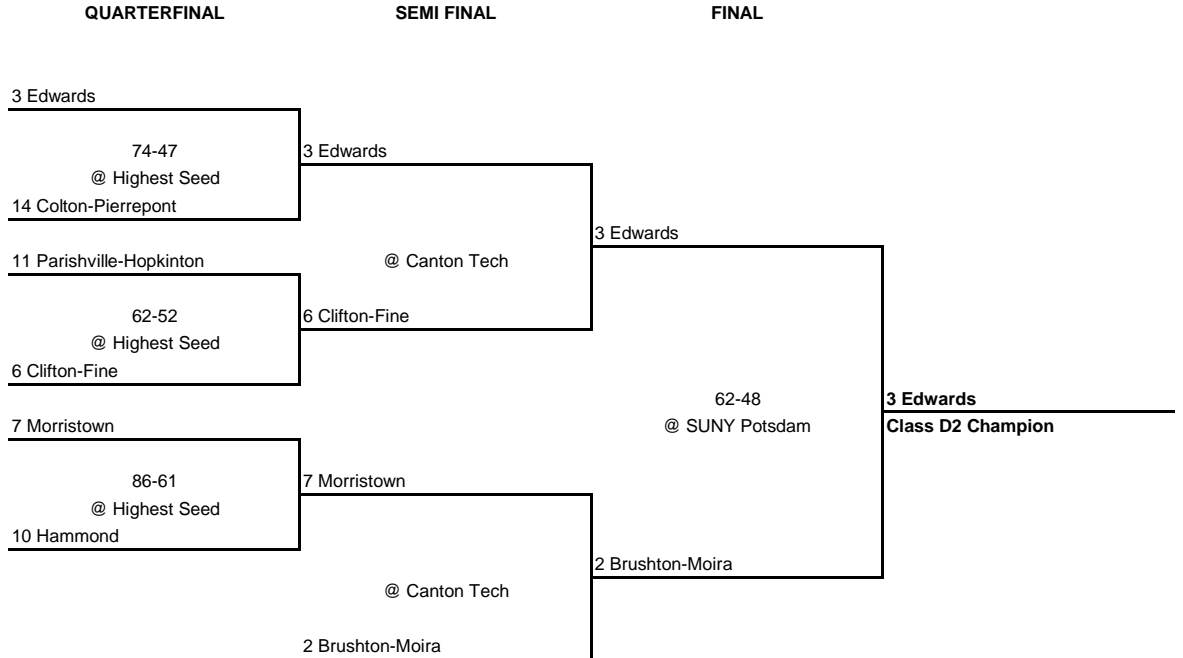 QUARTERFINAL SEMI FINAL FINAL
3 Edwards
74-47 3 Edwards
@ Highest Seed
14 Colton-Pierrepont
3 Edwards
11 Parishville-Hopkinton @ Canton Tech
62-52 6 Clifton-Fine
@ Highest Seed
6 Clifton-Fine
62-48 3 Edwards
7 Morristown @ SUNY Potsdam Class D2 Champion
86-61 7 Morristown
@ Highest Seed
10 Hammond
2 Brushton-Moira
@ Canton Tech
2 Brushton-Moira